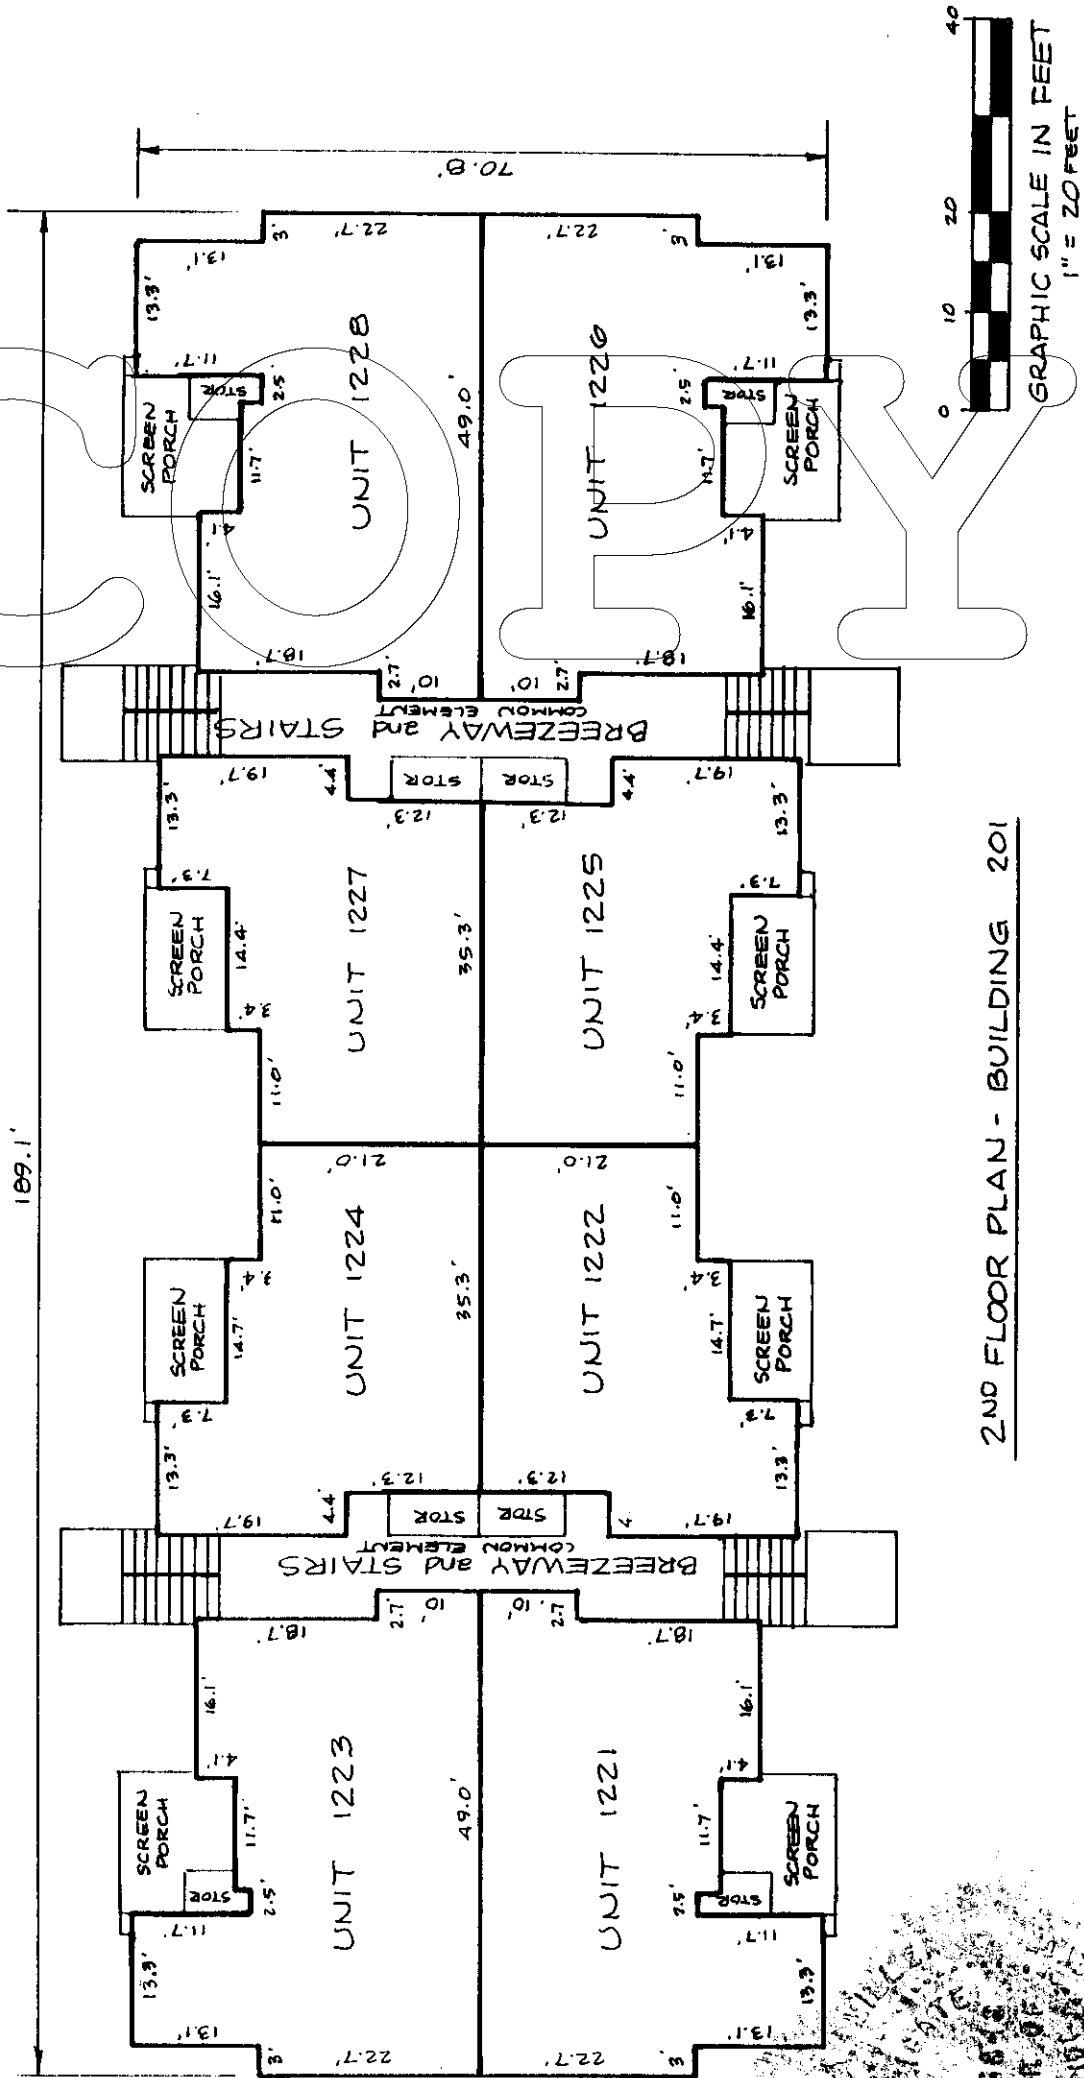 189.1'
70.8'
SCREEN
PORCH
STOR
13.1'
13.3'
11.7'
2.5'
11.7'
4.1'
16.1'
18.7'
2.7'
10'
22.7'
3'
UNIT 1223
49.0'
BREEZEWAY and STAIRS
COMMON ELEMENT
STOR
STOR
SCREEN
PORCH
19.7'
13.3'
7.3'
14.7'
3.4'
11.0'
4.4'
12.3'
21.0'
UNIT 1224
35.3'
SCREEN
PORCH
11.0'
3.4'
14.4'
7.3'
13.3'
19.7'
4.4'
12.3'
UNIT 1227
35.3'
BREEZEWAY and STAIRS
COMMON ELEMENT
STOR
STOR
SCREEN
PORCH
STOR
18.7'
16.1'
4.1'
11.7'
2.5'
11.7'
13.3'
13.1'
3'
22.7'
2.7'
10'
UNIT 1228
49.0'
UNIT 1221
22.7'
3'
13.1'
13.3'
11.7'
2.5'
11.7'
4.1'
16.1'
18.7'
2.7'
10'
STOR
SCREEN
PORCH
UNIT 1222
12.3'
4'
19.7'
13.3'
7.3'
14.7'
3.4'
11.0'
21.0'
SCREEN
PORCH
UNIT 1225
11.0'
3.4'
14.4'
7.3'
13.3'
19.7'
4.4'
12.3'
SCREEN
PORCH
UNIT 1226
10'
2.7'
18.7'
16.1'
4.1'
11.7'
2.5'
11.7'
13.3'
13.1'
3'
22.7'
STOR
SCREEN
PORCH
2ND FLOOR PLAN - BUILDING 201
0 10 20 40
GRAPHIC SCALE IN FEET
1" = 20 FEET
COPY